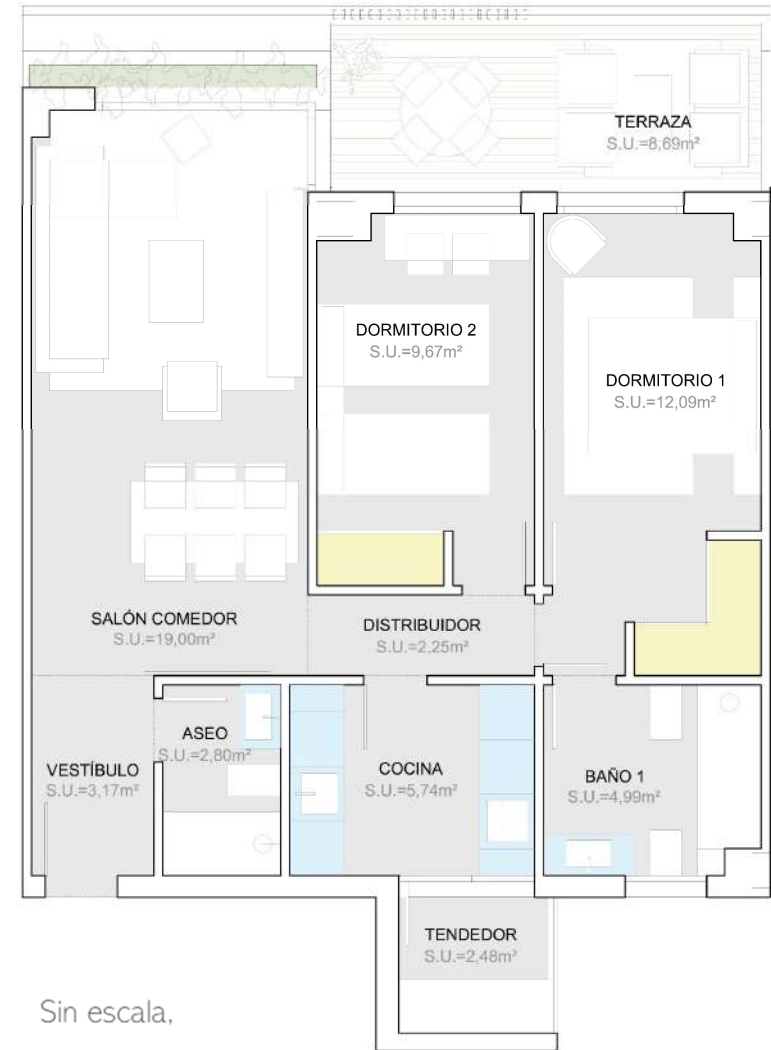 TERRAZA
S.U.=8,69m²
DORMITORIO 2
S.U.=9,67m²
DORMITORIO 1
S.U.=12,09m²
SALÓN COMEDOR
S.U.=19,00m²
DISTRIBUIDOR
S.U.=2.25m²
ASEO
S.U.=2,80m²
VESTÍBULO
S.U.=3,17m²
COCINA
S.U.=5,74m²
BAÑO 1
S.U.=4,99m²
TENDEDOR
S.U.=2,48m²
Sin escala,